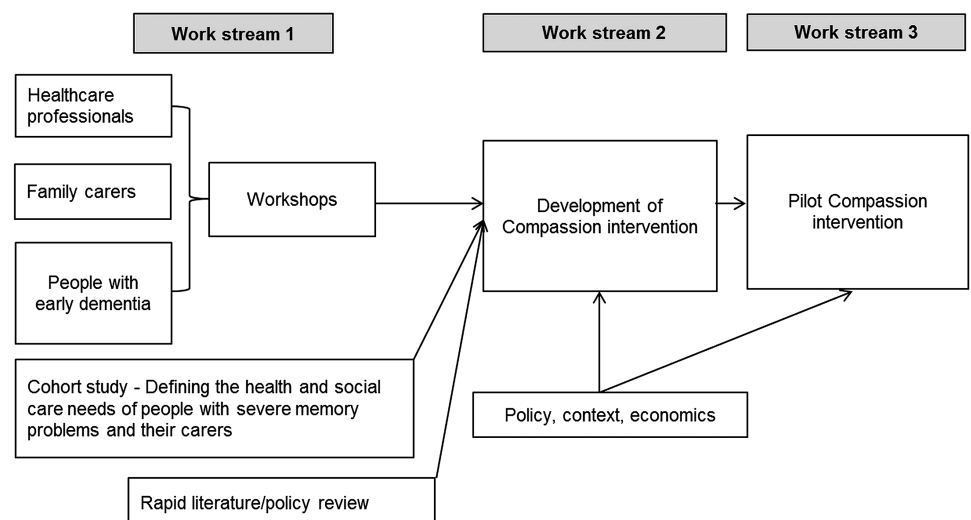 Work stream 1
Work stream 2
Work stream 3
Healthcare
professionals
Family carers
People with
early dementia
Workshops
Development of
Compassion intervention
Pilot Compassion
intervention
Cohort study - Defining the health and social
care needs of people with severe memory
problems and their carers
Policy, context, economics
Rapid literature/policy review